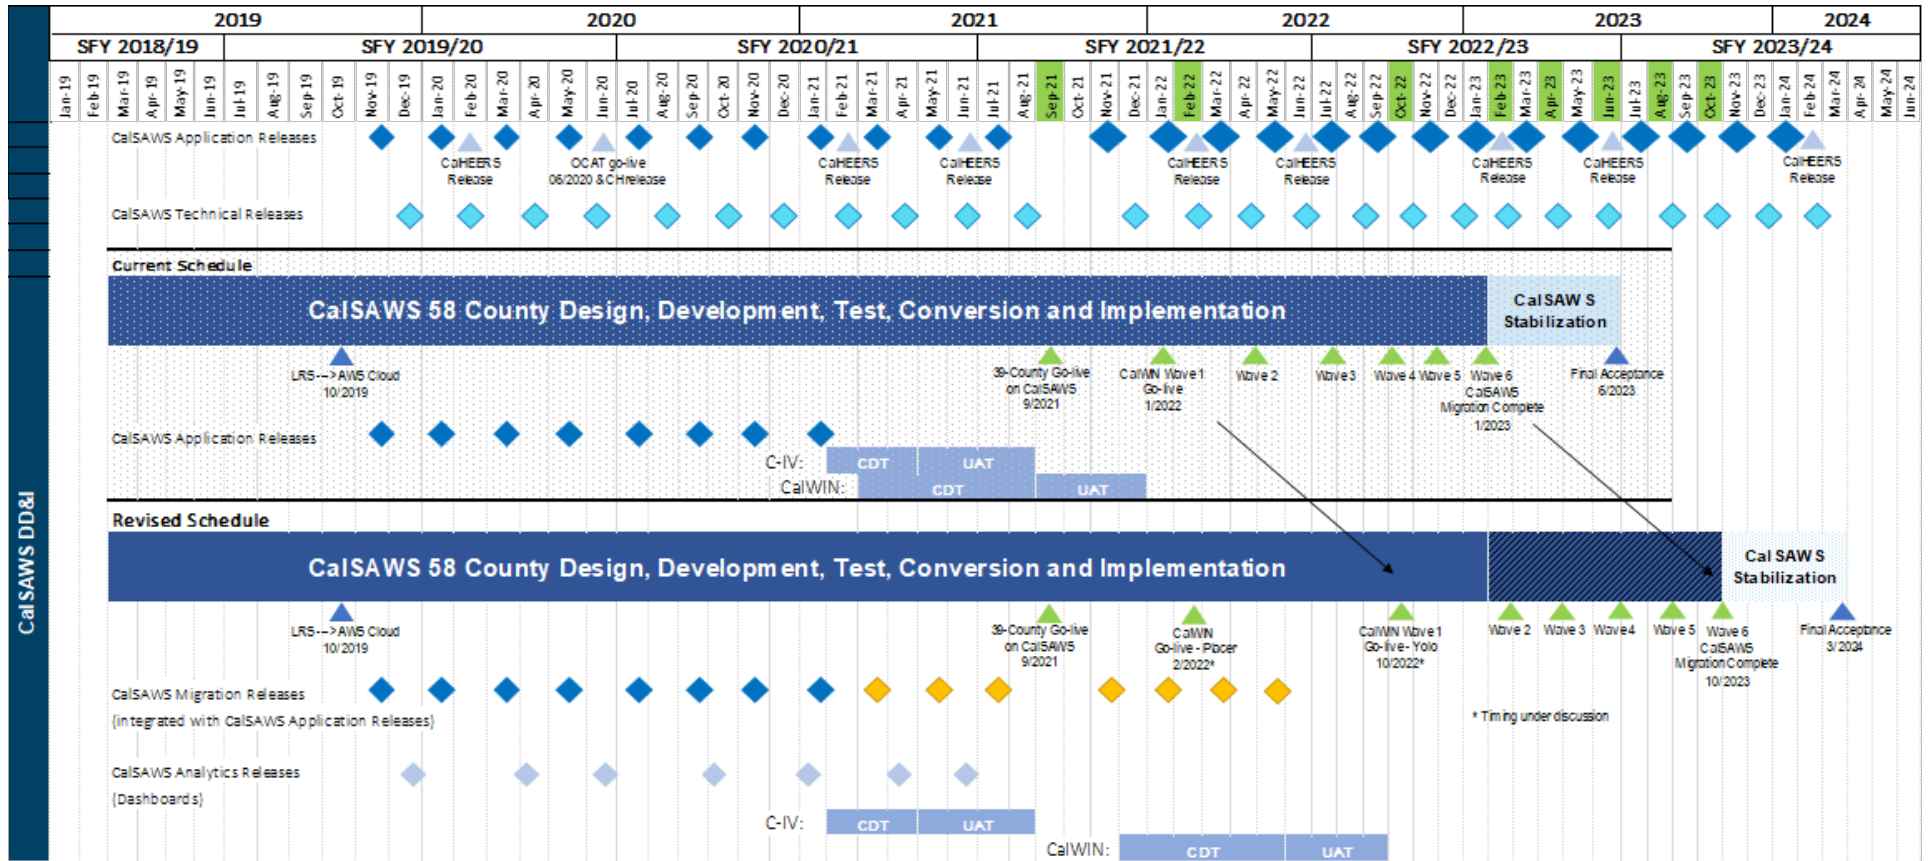 2019 2020 2021 2022 2023 2024
SFY 2018/19 SFY 2019/20 SFY 2020/21 SFY 2021/22 SFY 2022/23 SFY 2023/24
Jan-19 Feb-19 Mar-19 Apr-19 May-19 Jun-19 Jul-19 Aug-19 Sep-19 Oct-19 Nov-19 Dec-19 Jan-20 Feb-20 Mar-20 Apr-20 May-20 Jun-20 Jul-20 Aug-20 Sep-20 Oct-20 Nov-20 Dec-20 Jan-21 Feb-21 Mar-21 Apr-21 May-21 Jun-21 Jul-21 Aug-21 Sep-21 Oct-21 Nov-21 Dec-21 Jan-22 Feb-22 Mar-22 Apr-22 May-22 Jun-22 Jul-22 Aug-22 Sep-22 Oct-22 Nov-22 Dec-22 Jan-23 Feb-23 Mar-23 Apr-23 May-23 Jun-23 Jul-23 Aug-23 Sep-23 Oct-23 Nov-23 Dec-23 Jan-24 Feb-24 Mar-24 Apr-24 May-24 Jun-24
CalSAWS Application Releases
CalHEERS
Release
OCAT go-live
06/2020 & CH release
CalHEERS
Release
CalHEERS
Release
CalHEERS
Release
CalHEERS
Release
CalHEERS
Release
CalHEERS
Release
CalHEERS
Release
CalSAWS Technical Releases
Current Schedule
CalSAWS 58 County Design, Development, Test, Conversion and Implementation
CalSAWS
Stabilization
LRS--->AWS Cloud
10/2019
39-County Go-live
on CalSAWS
9/2021
CalWIN Wave 1
Go-live
1/2022
Wave 2
Wave 3
Wave 4
Wave 5
Wave 6
CalSAWS
Migration Complete
1/2023
Final Acceptance
6/2023
CalSAWS Application Releases
C-IV: CDT UAT
CalWIN: CDT UAT
Revised Schedule
CalSAWS 58 County Design, Development, Test, Conversion and Implementation
CalSAWS
Stabilization
LRS--->AWS Cloud
10/2019
39-County Go-live
on CalSAWS
9/2021
CalWIN
Go-live - Placer
2/2022*
CalWIN Wave 1
Go-live - Yolo
10/2022*
Wave 2
Wave 3
Wave 4
Wave 5
Wave 6
CalSAWS
Migration Complete
10/2023
Final Acceptance
3/2024
CalSAWS Migration Releases
(integrated with CalSAWS Application Releases)
* Timing under discussion
CalSAWS Analytics Releases
(Dashboards)
C-IV: CDT UAT
CalWIN: CDT UAT
CalSAWS DD&I